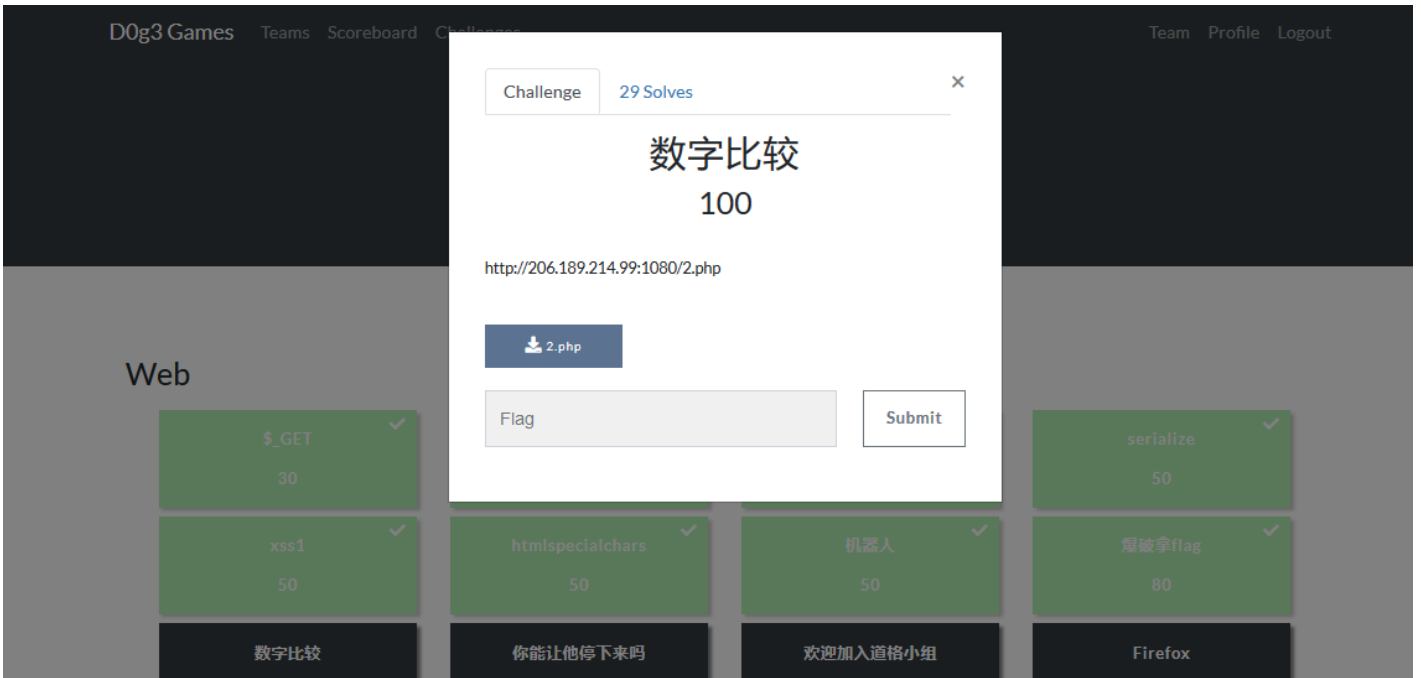 D0g3 Games Teams Scoreboard Challenges Team Profile Logout
Challenge 29 Solves ×
数字比较
100
http://206.189.214.99:1080/2.php
2.php
Flag Submit
Web
$_GET serialize
30 50
xss1 htmlspecialchars 机器人 爆破拿flag
50 50 50 80
数字比较 你能让他停下来吗 欢迎加入道格小组 Firefox